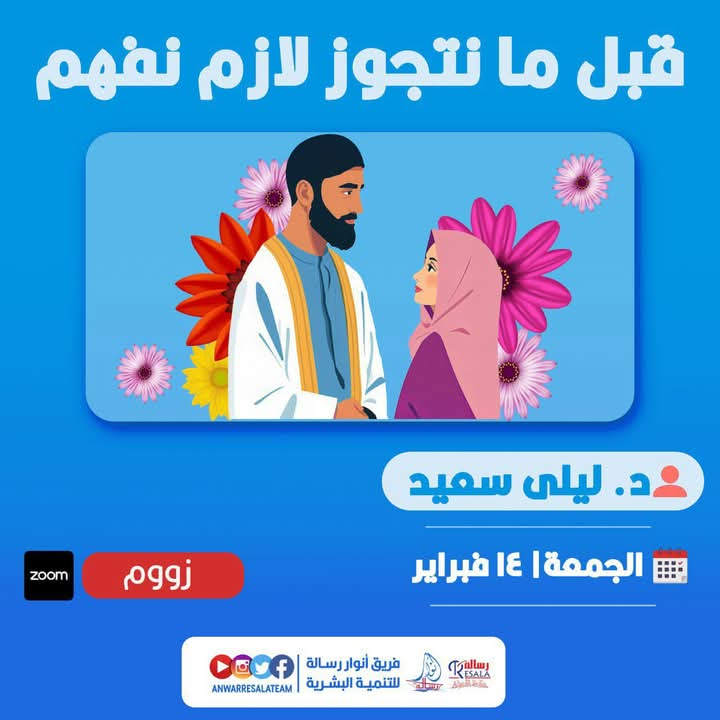 قبل ما نتجوز لازم نفهم
د. ليلى سعيد
الجمعة | ١٤ فبراير
زووم
zoom
فريق أنوار رسالة
للتنمية البشرية
ANWARRESALATEAM
رسالة
رسالة
RESALA